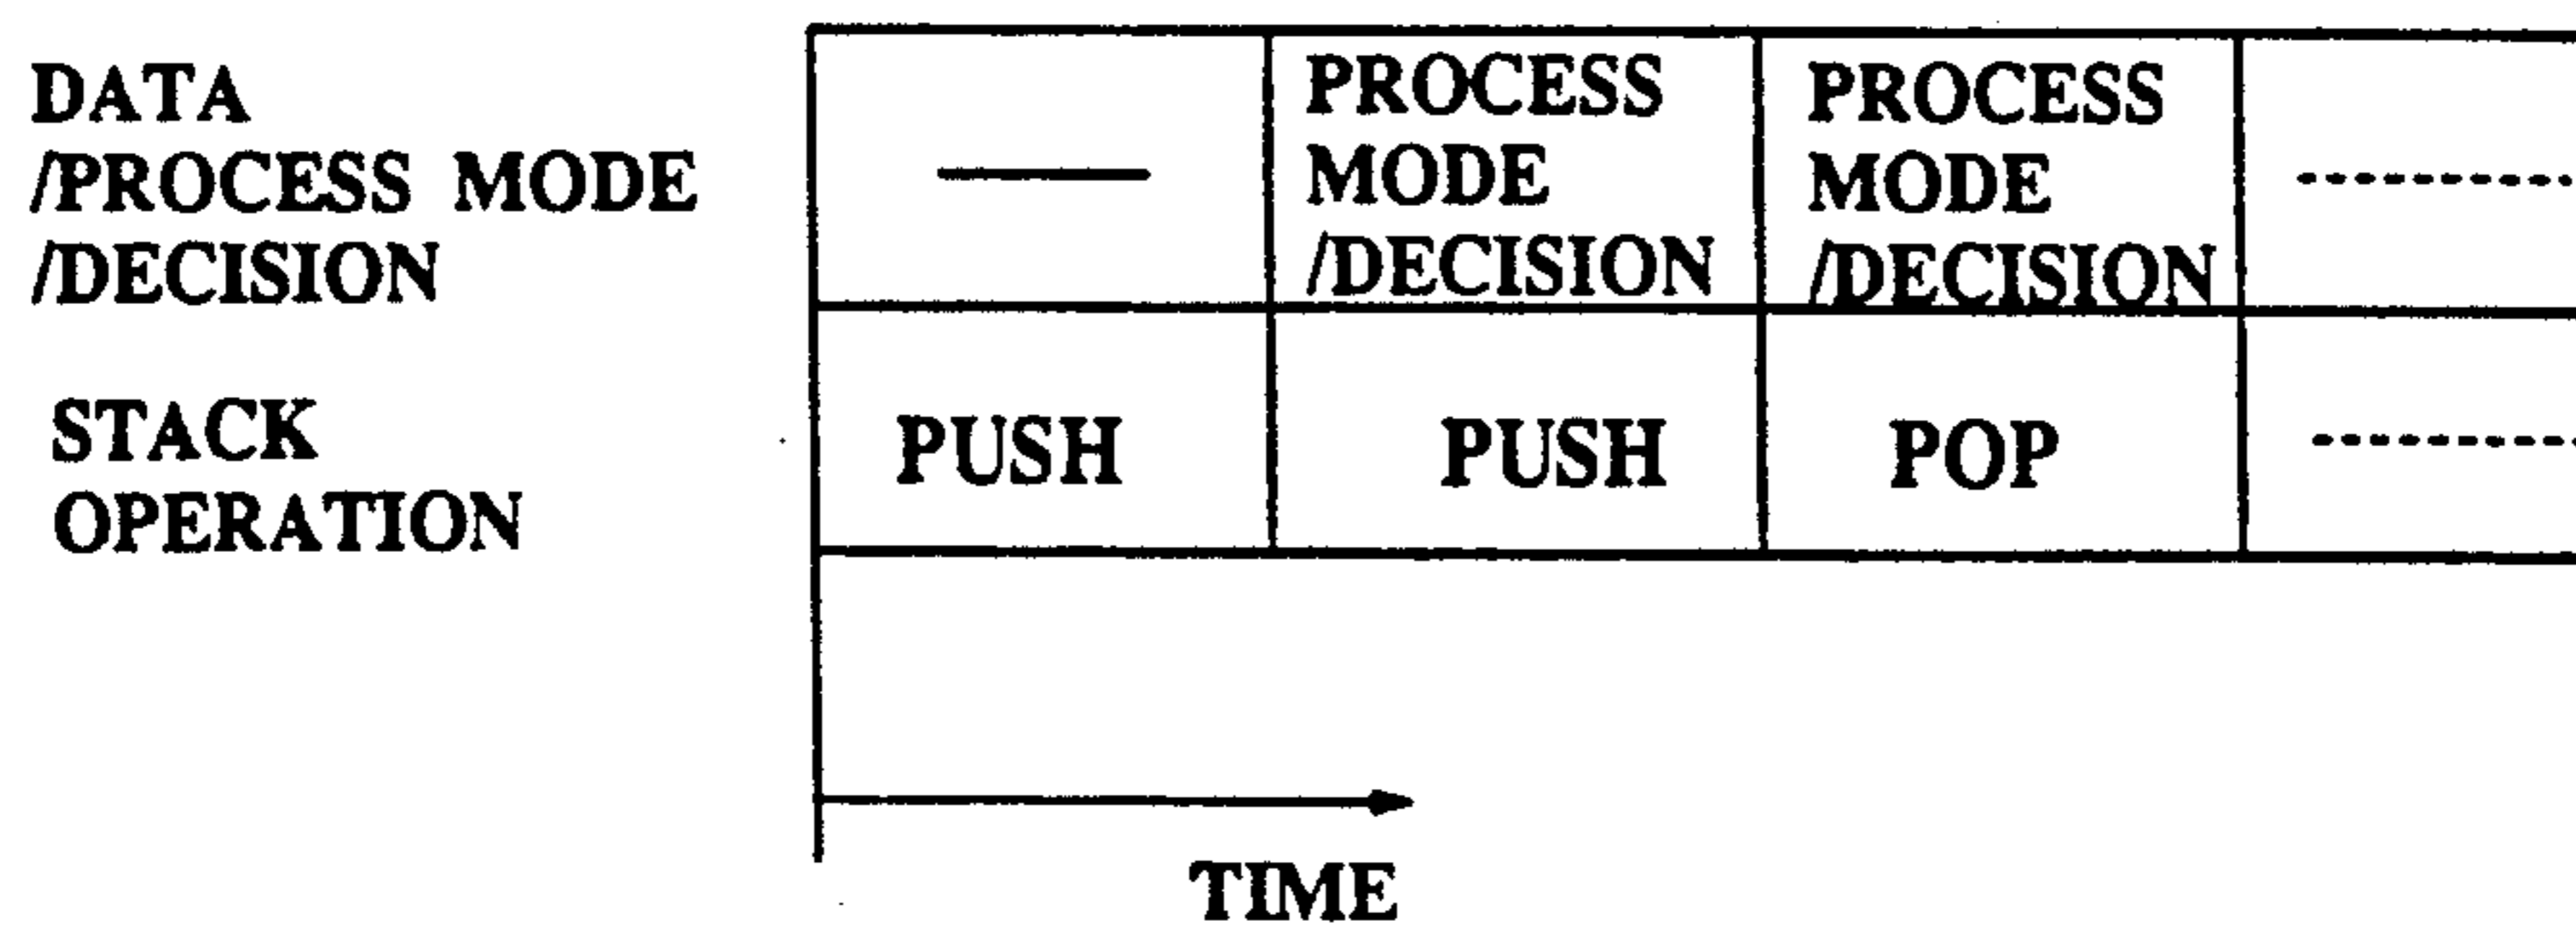 DATA
/PROCESS MODE
/DECISION
PROCESS
MODE
/DECISION
PROCESS
MODE
/DECISION
STACK
OPERATION
PUSH
PUSH
POP
TIME